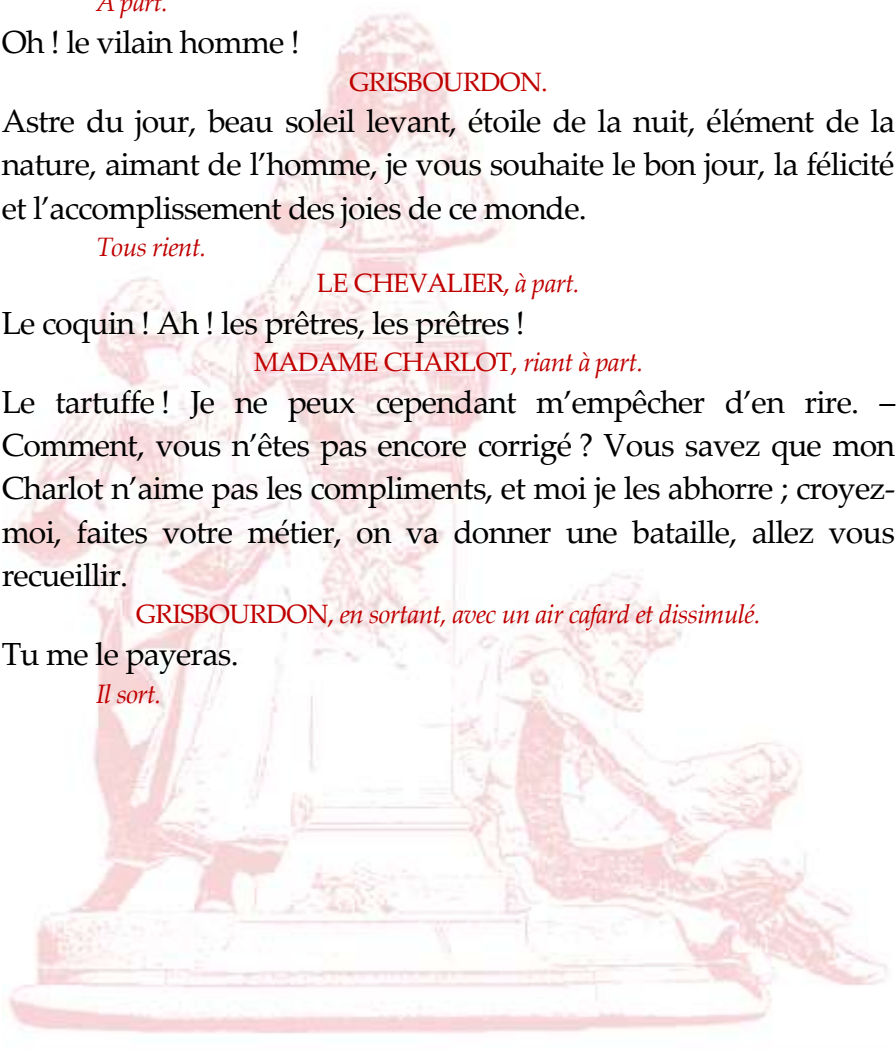 À part.
Oh ! le vilain homme !
GRISBOURDON.
Astre du jour, beau soleil levant, étoile de la nuit, élément de la
nature, aimant de l’homme, je vous souhaite le bon jour, la félicité
et l’accomplissement des joies de ce monde.
Tous rient.
LE CHEVALIER, à part.
Le coquin ! Ah ! les prêtres, les prêtres !
MADAME CHARLOT, riant à part.
Le tartuffe ! Je ne peux cependant m’empêcher d’en rire. –
Comment, vous n’êtes pas encore corrigé ? Vous savez que mon
Charlot n’aime pas les compliments, et moi je les abhorre ; croyez-
moi, faites votre métier, on va donner une bataille, allez vous
recueillir.
GRISBOURDON, en sortant, avec un air cafard et dissimulé.
Tu me le payeras.
Il sort.